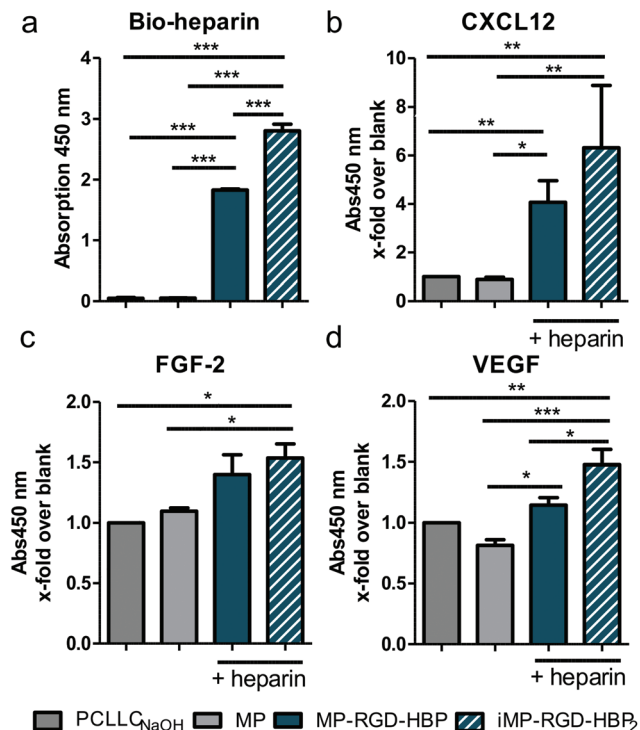 a
Bio-heparin
Absorption 450 nm
3
2
1
0
***
***
***
***
***
b
CXCL12
Abs450 nm
x-fold over blank
10
8
6
4
2
0
**
**
**
*
+ heparin
c
FGF-2
Abs450 nm
x-fold over blank
2.0
1.5
1.0
0.5
0.0
*
*
+ heparin
d
VEGF
Abs450 nm
x-fold over blank
2.0
1.5
1.0
0.5
0.0
**
***
*
*
+ heparin
PCLLC NaOH MP MP-RGD-HBP iMP-RGD-HBP2